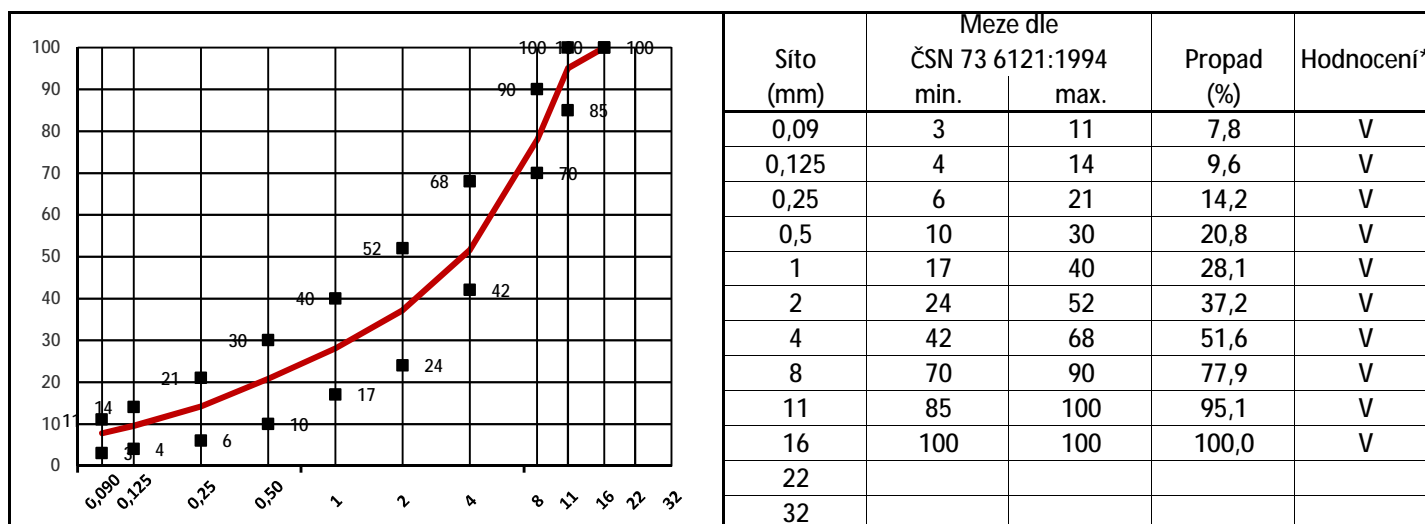 100
90
80
70
60
50
40
30
20
10
0
100 100 100
90
85
70
68
52
42
40
30
24
21
17
14
11
10
6
4
3
0,090 0,125 0,25 0,50 1 2 4 8 11 16 22 32
Meze dle
Síto ČSN 73 6121:1994 Propad Hodnocení*
(mm) min. max. (%)
0,09 3 11 7,8 V
0,125 4 14 9,6 V
0,25 6 21 14,2 V
0,5 10 30 20,8 V
1 17 40 28,1 V
2 24 52 37,2 V
4 42 68 51,6 V
8 70 90 77,9 V
11 85 100 95,1 V
16 100 100 100,0 V
22
32